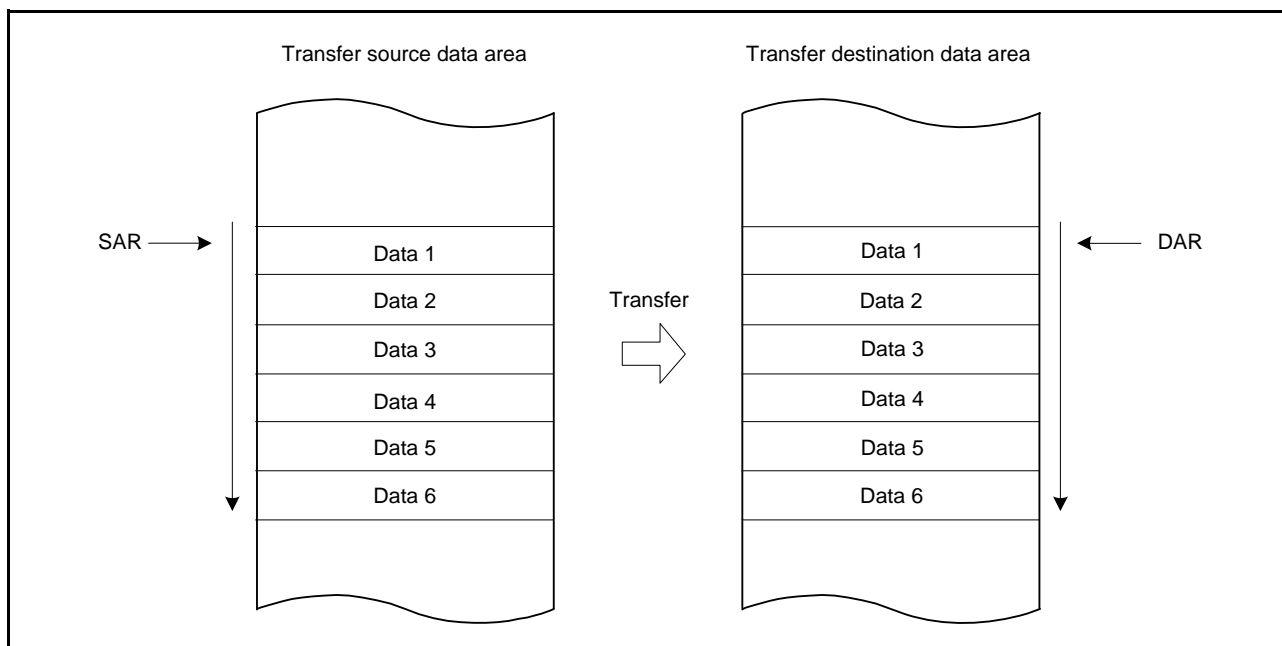 Transfer source data area
Transfer destination data area
SAR
Data 1
Data 2
Data 3
Data 4
Data 5
Data 6
Transfer
Data 1
Data 2
Data 3
Data 4
Data 5
Data 6
DAR